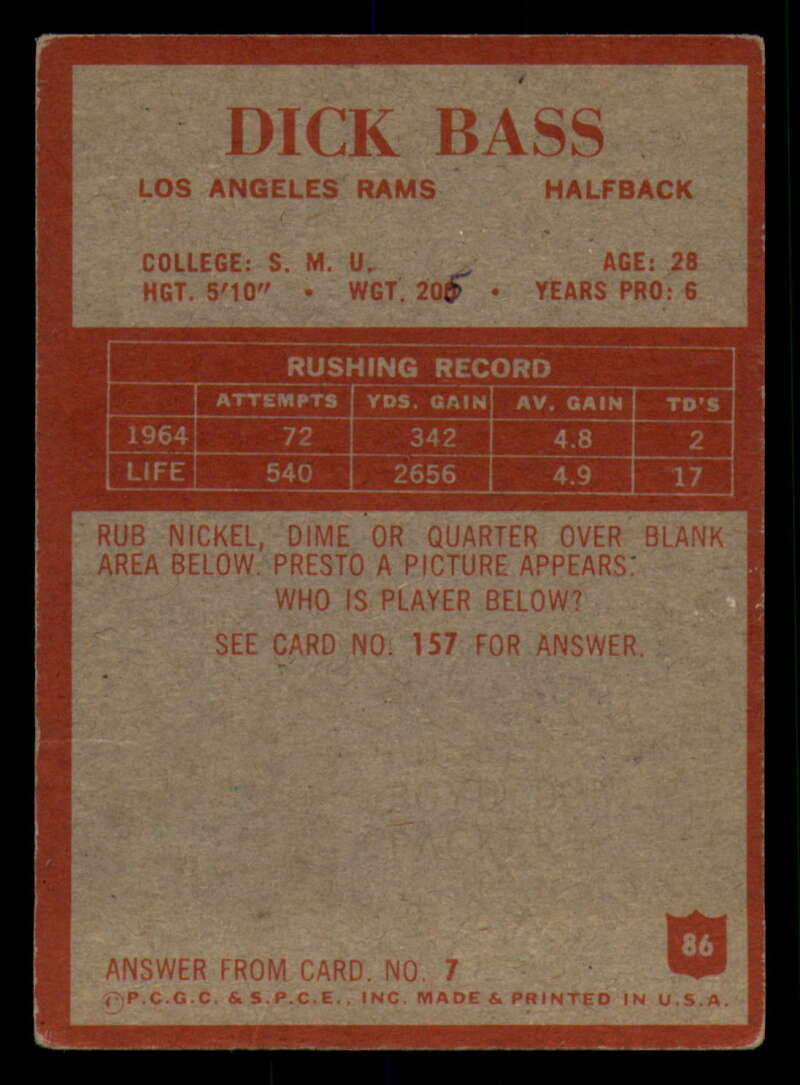 DICK BASS
LOS ANGELES RAMS HALFBACK
COLLEGE: S. M. U. AGE: 28
HGT. 5'10" • WGT. 205 • YEARS PRO: 6
RUSHING RECORD
ATTEMPTS YDS. GAIN AV. GAIN TD'S
1964 72 342 4.8 2
LIFE 540 2656 4.9 17
RUB NICKEL, DIME OR QUARTER OVER BLANK
AREA BELOW. PRESTO A PICTURE APPEARS.
WHO IS PLAYER BELOW?
SEE CARD NO. 157 FOR ANSWER.
86
ANSWER FROM CARD. NO. 7
©P.C.G.C. & S.P.C.E., INC. MADE & PRINTED IN U.S.A.